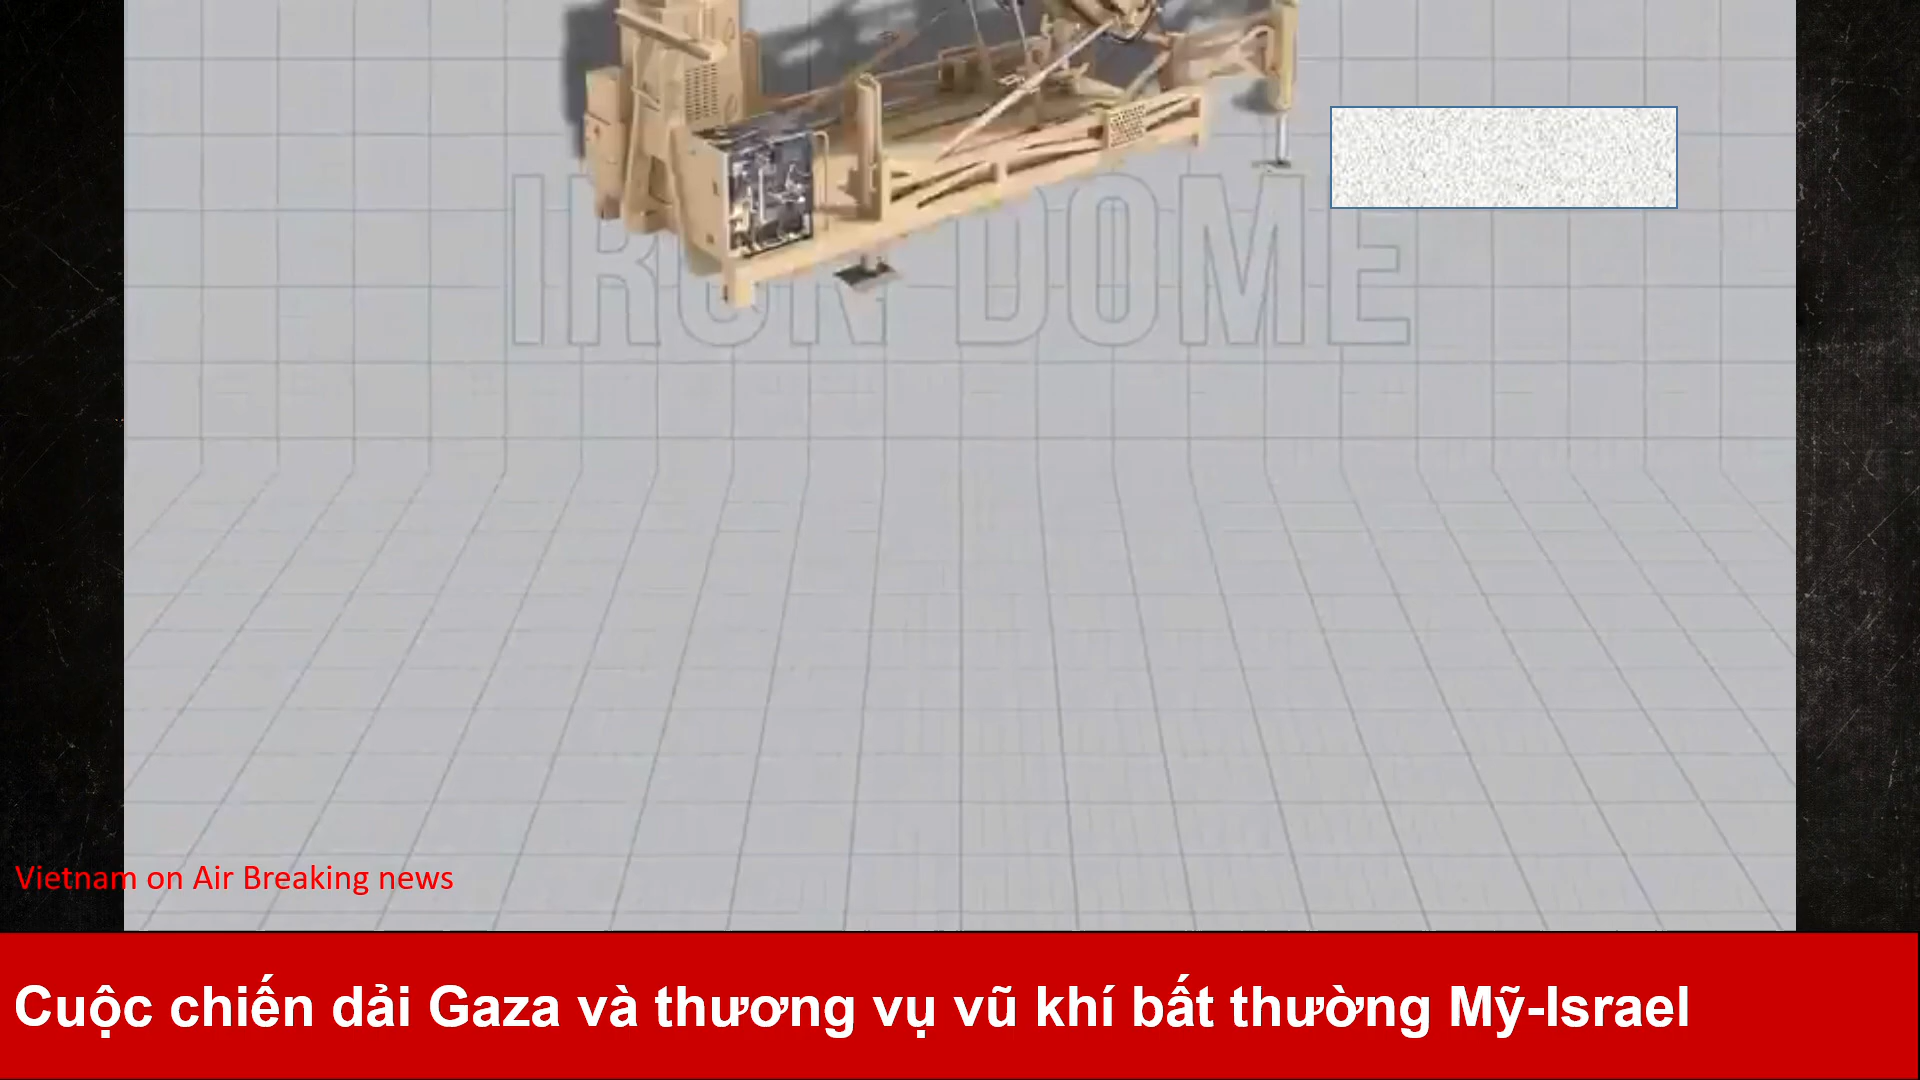 IRON DOME
Vietnam on Air Breaking news
Cuộc chiến dải Gaza và thương vụ vũ khí bất thường Mỹ-Israel